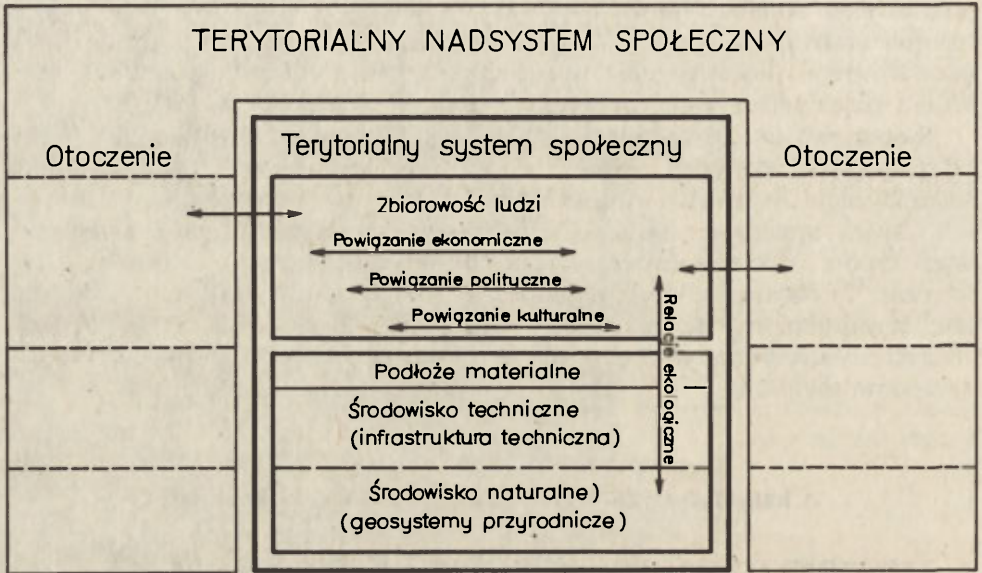 TERYTORIALNY NADSYSTEM SPOŁECZNY
Otoczenie
Terytorialny system społeczny
Otoczenie
Zbiorowość ludzi
Powiązanie ekonomiczne
Powiązanie polityczne
Powiązanie kulturalne
Relacje ekologiczne
Podłoże materialne
Środowisko techniczne
(infrastruktura techniczna)
Środowisko naturalne)
(geosystemy przyrodnicze)